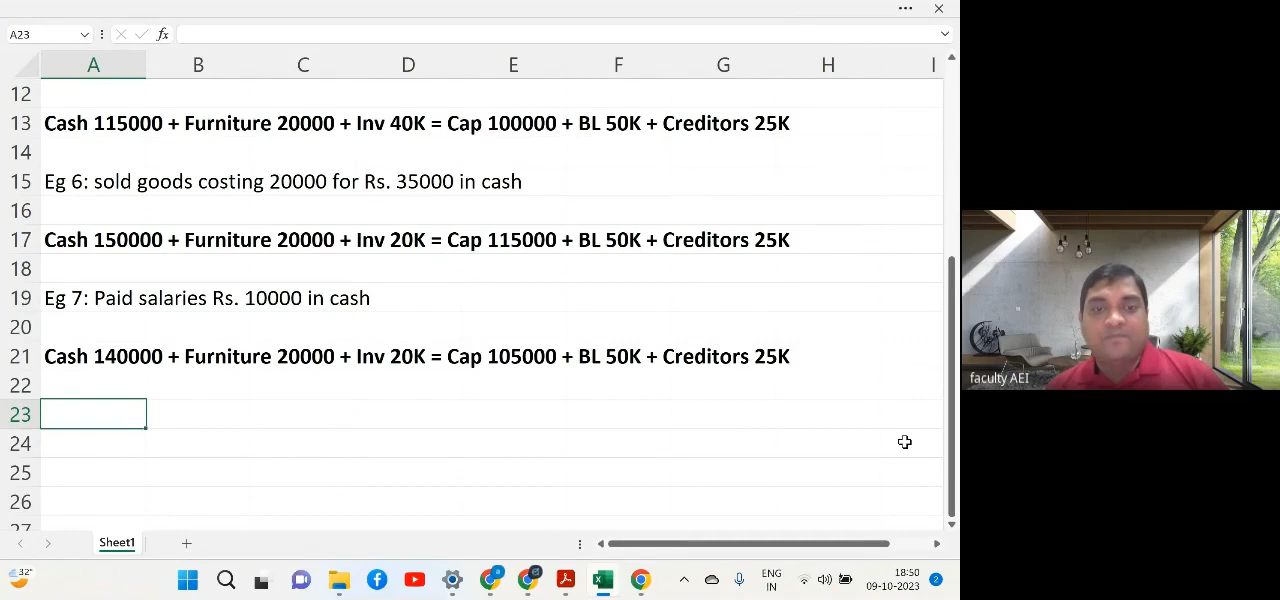 A23
fx
A B C D E F G H I
12
13 Cash 115000 + Furniture 20000 + Inv 40K = Cap 100000 + BL 50K + Creditors 25K
14
15 Eg 6: sold goods costing 20000 for Rs. 35000 in cash
16
17 Cash 150000 + Furniture 20000 + Inv 20K = Cap 115000 + BL 50K + Creditors 25K
18
19 Eg 7: Paid salaries Rs. 10000 in cash
20
21 Cash 140000 + Furniture 20000 + Inv 20K = Cap 105000 + BL 50K + Creditors 25K
22
23
24
25
26
27
faculty AEI
Sheet1
32°
ENG
IN
18:50
09-10-2023
2